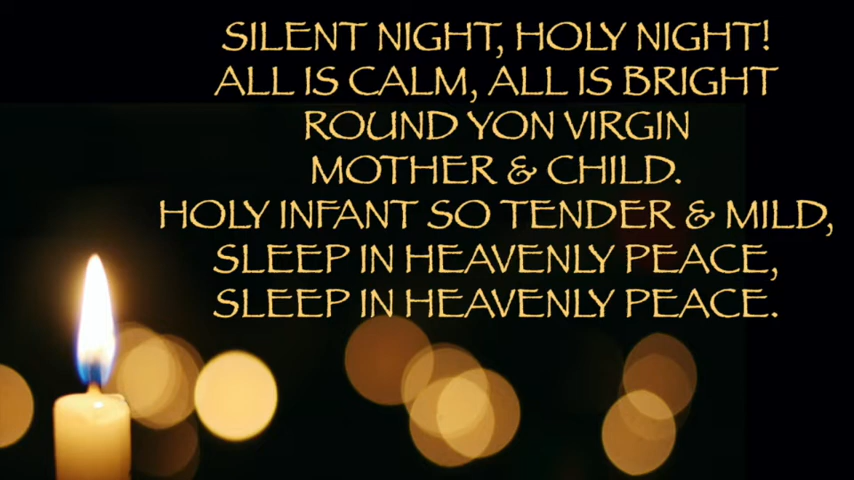 SILENT NIGHT, HOLY NIGHT!
ALL IS CALM, ALL IS BRIGHT
ROUND YON VIRGIN
MOTHER & CHILD.
HOLY INFANT SO TENDER & MILD,
SLEEP IN HEAVENLY PEACE,
SLEEP IN HEAVENLY PEACE.